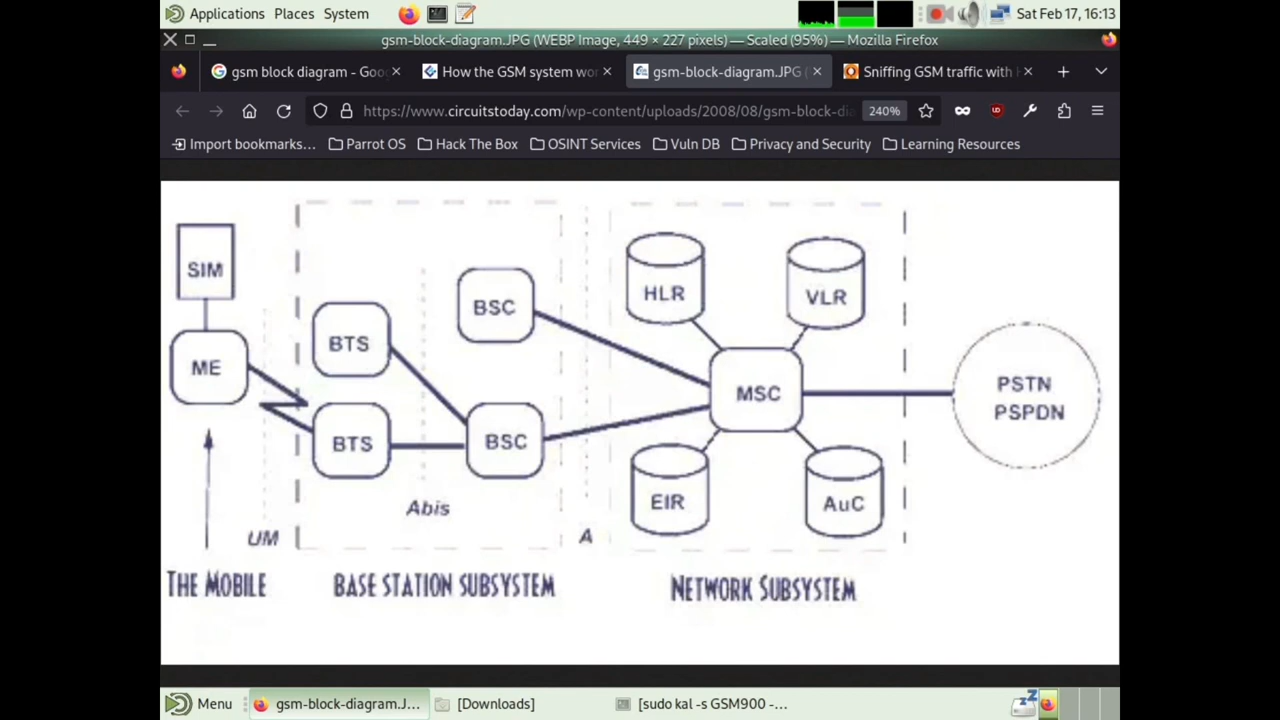 Applications Places System Sat Feb 17, 16:13
gsm-block-diagram.JPG (WEBP Image, 449 × 227 pixels) — Scaled (95%) — Mozilla Firefox
gsm block diagram - Goo How the GSM system wor gsm-block-diagram.JPG ( Sniffing GSM traffic with
https://www.circuitstoday.com/wp-content/uploads/2008/08/gsm-block-dia 240%
Import bookmarks... Parrot OS Hack The Box OSINT Services Vuln DB Privacy and Security Learning Resources
SIM
ME
BTS
BTS
BSC
BSC
HLR
VLR
MSC
EIR
AuC
PSTN
PSPDN
UM
Abis
A
THE MOBILE
BASE STATION SUBSYSTEM
NETWORK SUBSYSTEM
Menu gsm-block-diagram.J... [Downloads] [sudo kal -s GSM900 -...